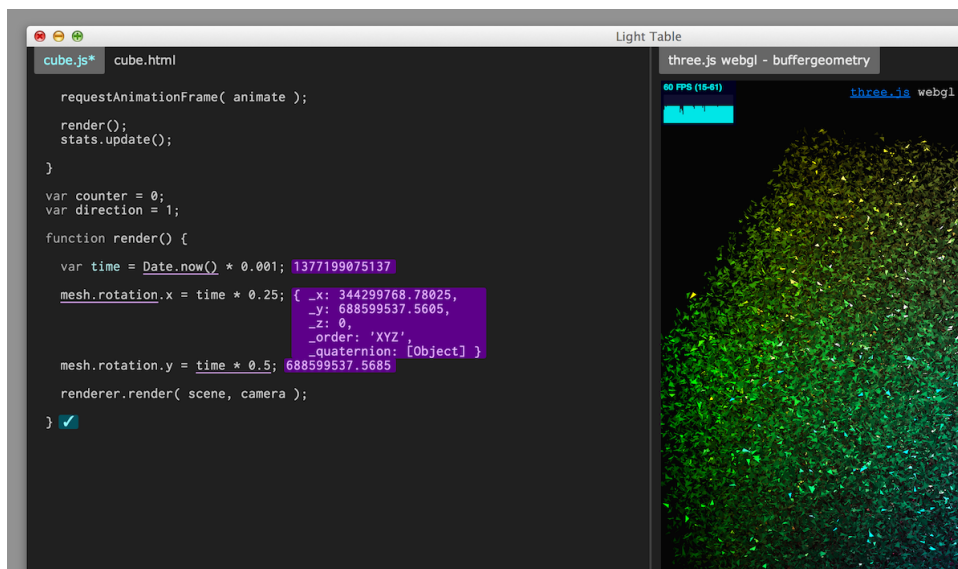 Light Table
cube.js* cube.html
requestAnimationFrame( animate );
render();
stats.update();
}
var counter = 0;
var direction = 1;
function render() {
var time = Date.now() * 0.001; 1377199075137
mesh.rotation.x = time * 0.25; { _x: 344299768.78025,
_y: 688599537.5605,
_z: 0,
_order: 'XYZ',
_quaternion: [Object] }
mesh.rotation.y = time * 0.5; 688599537.5685
renderer.render( scene, camera );
} ✓
three.js webgl - buffergeometry
60 FPS (15-61)
three.js webgl